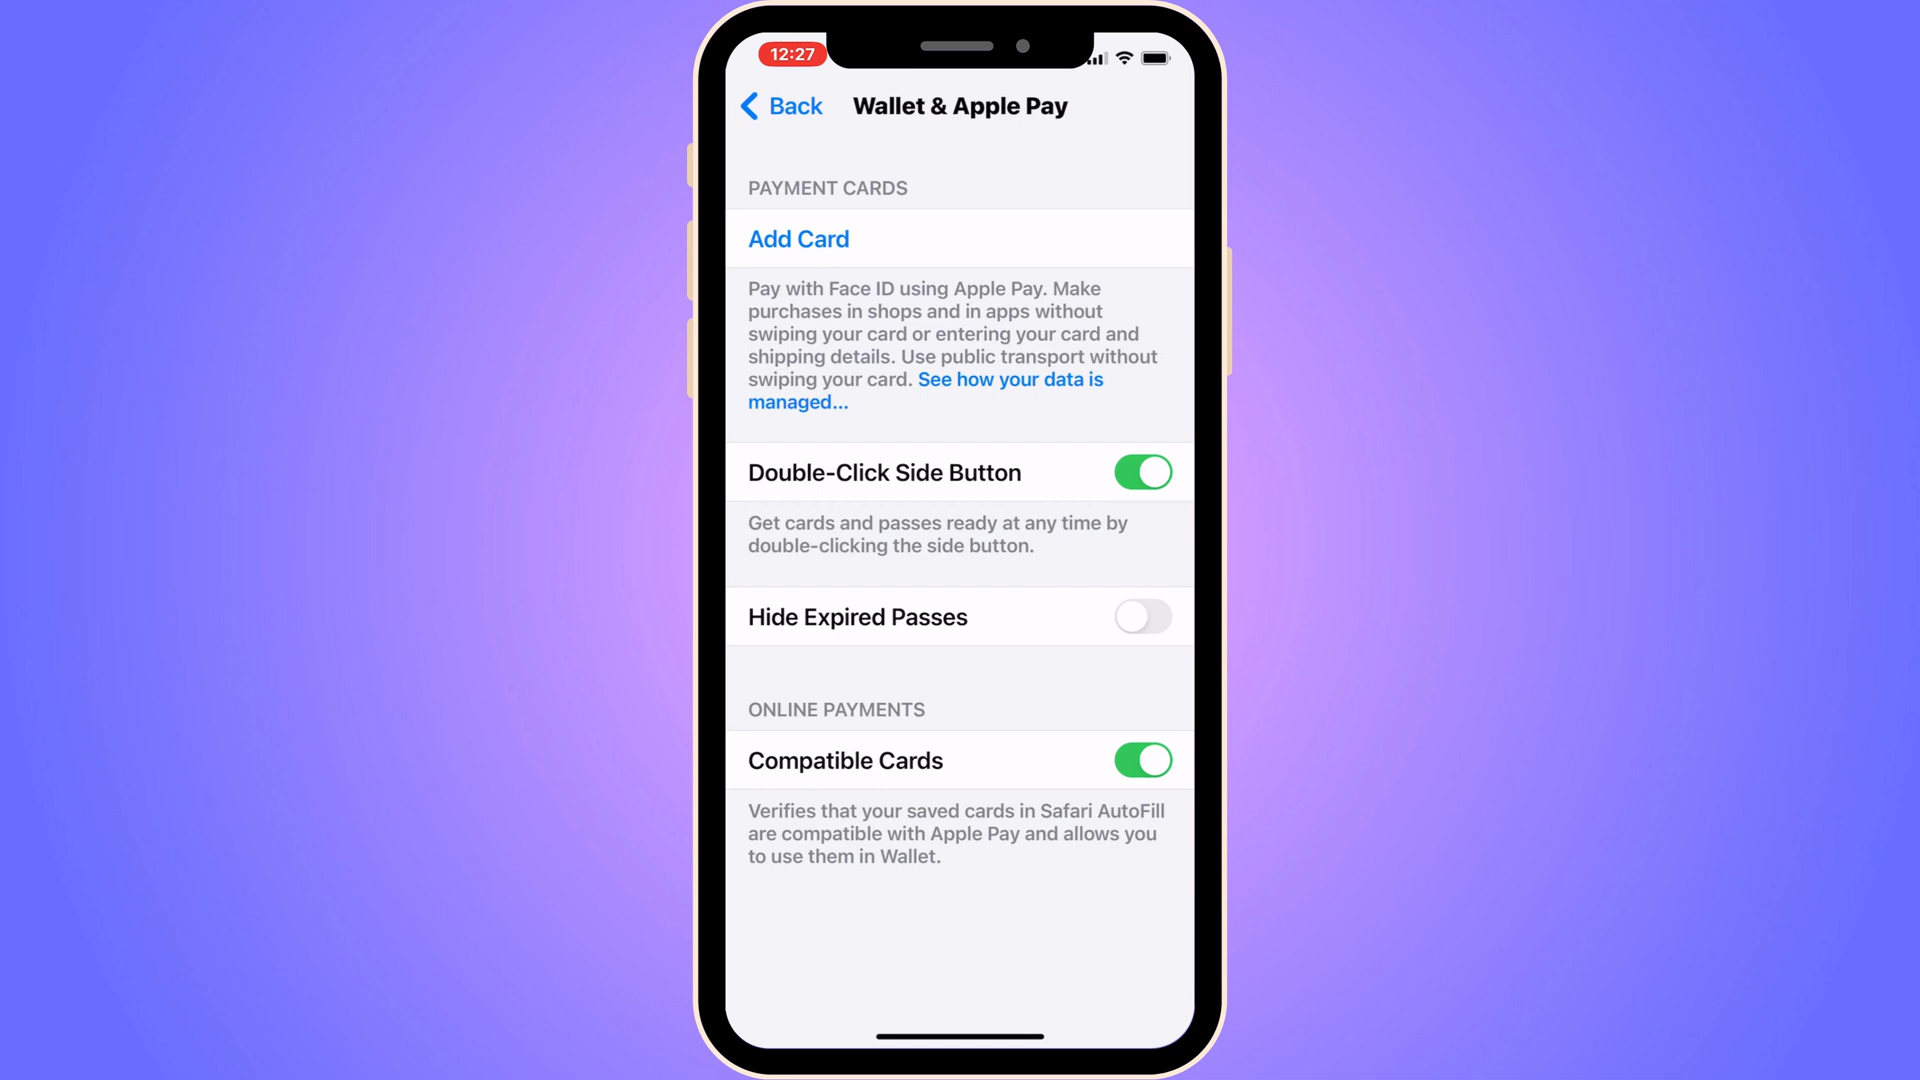 12:27
Back
Wallet & Apple Pay
PAYMENT CARDS
Add Card
Pay with Face ID using Apple Pay. Make
purchases in shops and in apps without
swiping your card or entering your card and
shipping details. Use public transport without
swiping your card. See how your data is
managed...
Double-Click Side Button
Get cards and passes ready at any time by
double-clicking the side button.
Hide Expired Passes
ONLINE PAYMENTS
Compatible Cards
Verifies that your saved cards in Safari AutoFill
are compatible with Apple Pay and allows you
to use them in Wallet.